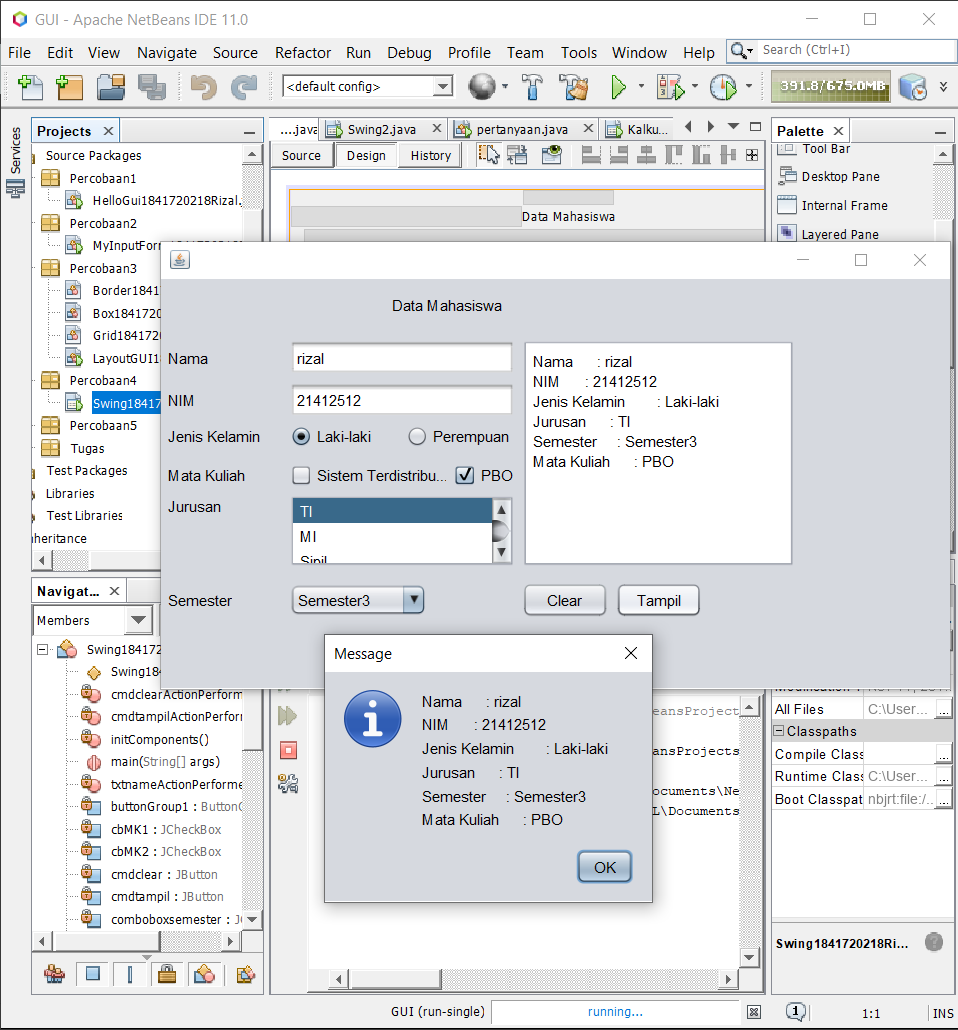 GUI - Apache NetBeans IDE 11.0
File Edit View Navigate Source Refactor Run Debug Profile Team Tools Window Help
Search (Ctrl+I)
<default config>
391.8/675.0MB
Services
Projects
Source Packages
Percobaan1
HelloGui1841720218Rizal.
Percobaan2
Percobaan3
Border1841
Box184172
Grid184172
LayoutGUI18
Percobaan4
Swing18417
Percobaan5
Tugas
Test Packages
Libraries
Test Libraries
....java Swing2.java pertanyaan.java Kalku...
Source Design History
Data Mahasiswa
Palette
Tool Bar
Desktop Pane
Internal Frame
Layered Pane
Data Mahasiswa
Nama rizal
NIM 21412512
Jenis Kelamin Laki-laki Perempuan
Mata Kuliah Sistem Terdistribu... PBO
Jurusan TI
MI
Sipil
Semester Semester3
Nama : rizal
NIM : 21412512
Jenis Kelamin : Laki-laki
Jurusan : TI
Semester : Semester3
Mata Kuliah : PBO
Clear Tampil
Message
Nama : rizal
NIM : 21412512
Jenis Kelamin : Laki-laki
Jurusan : TI
Semester : Semester3
Mata Kuliah : PBO
OK
Navigat...
Members
Swing184172
Swing184
cmdclearActionPerform
cmdtampilActionPerfor
initComponents()
main(String[] args)
txtnameActionPerforme
buttonGroup1 : ButtonG
cbMK1 : JCheckBox
cbMK2 : JCheckBox
cmdclear : JButton
cmdtampil : JButton
comboboxsemester : JC
eansProject
ansProjects
ocuments\Ne
L\Documents
All Files C:\User... ...
Classpaths
Compile Class ...
Runtime Class C:\User... ...
Boot Classpat nbjrt:file:/... ...
Swing1841720218Ri...
GUI (run-single) running... 1:1 INS